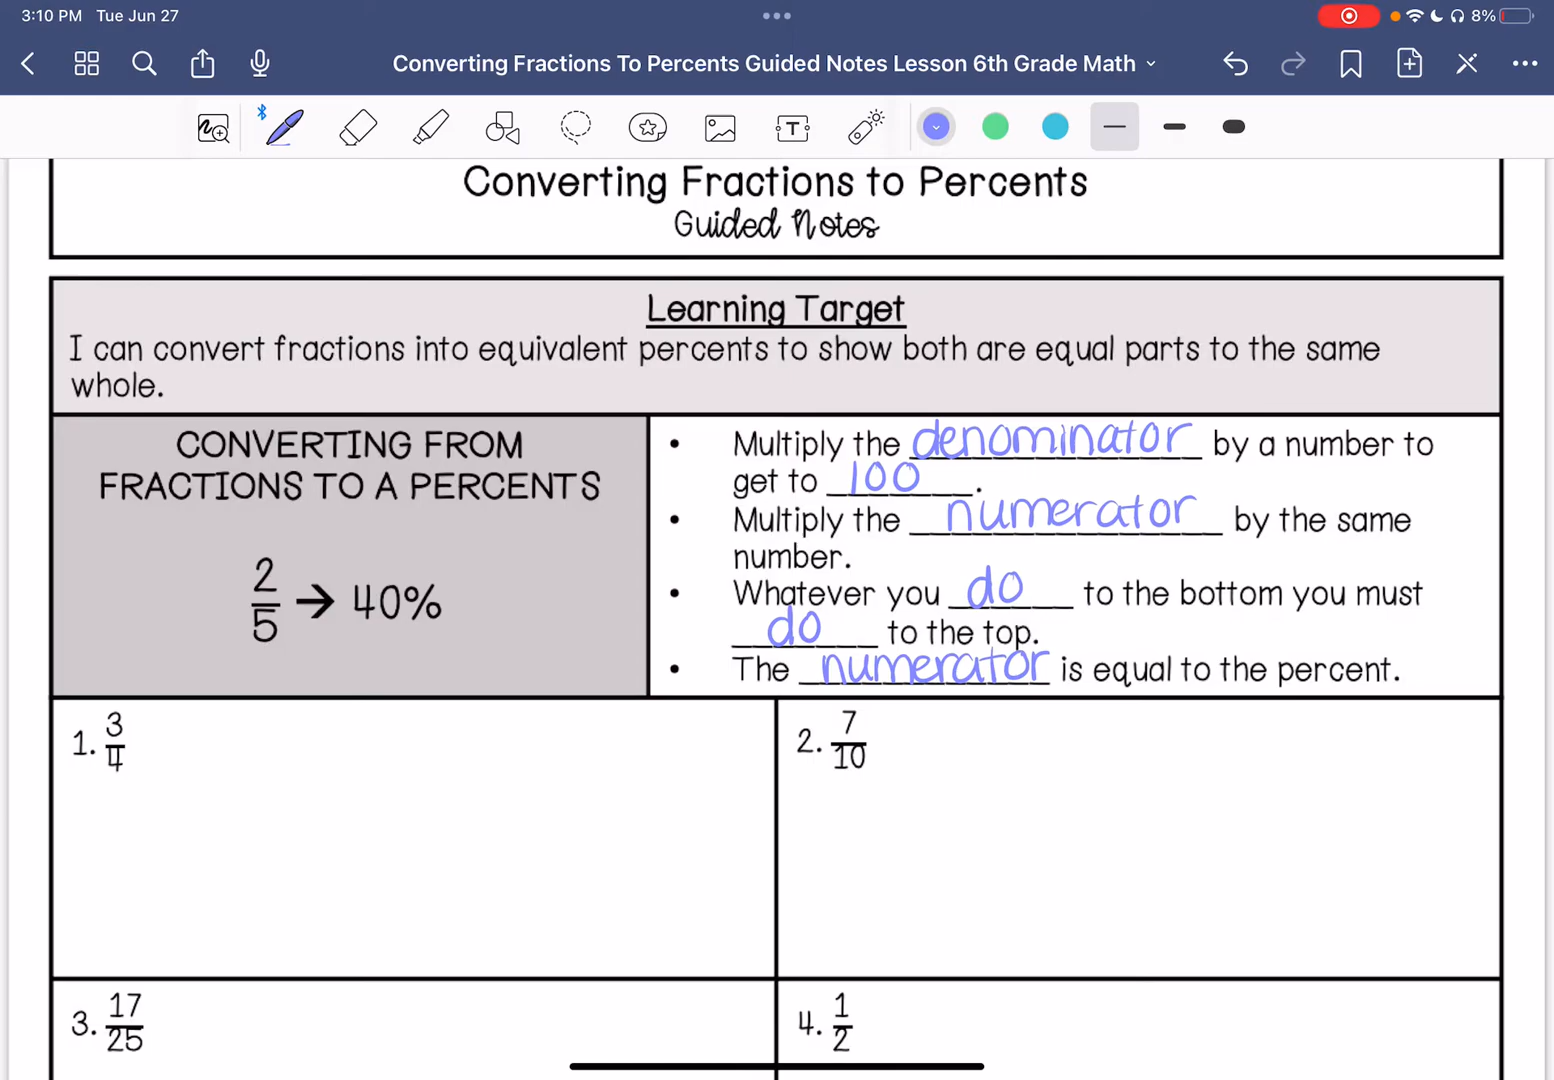 3:10 PM Tue Jun 27
8%
Converting Fractions To Percents Guided Notes Lesson 6th Grade Math
T
Converting Fractions to Percents
Guided Notes
Learning Target
I can convert fractions into equivalent percents to show both are equal parts to the same
whole.
CONVERTING FROM
FRACTIONS TO A PERCENTS
2/5 → 40%
• Multiply the denominator by a number to
get to 100.
• Multiply the numerator by the same
number.
• Whatever you do to the bottom you must
do to the top.
• The numerator is equal to the percent.
1. 3/4
2. 7/10
3. 17/25
4. 1/2